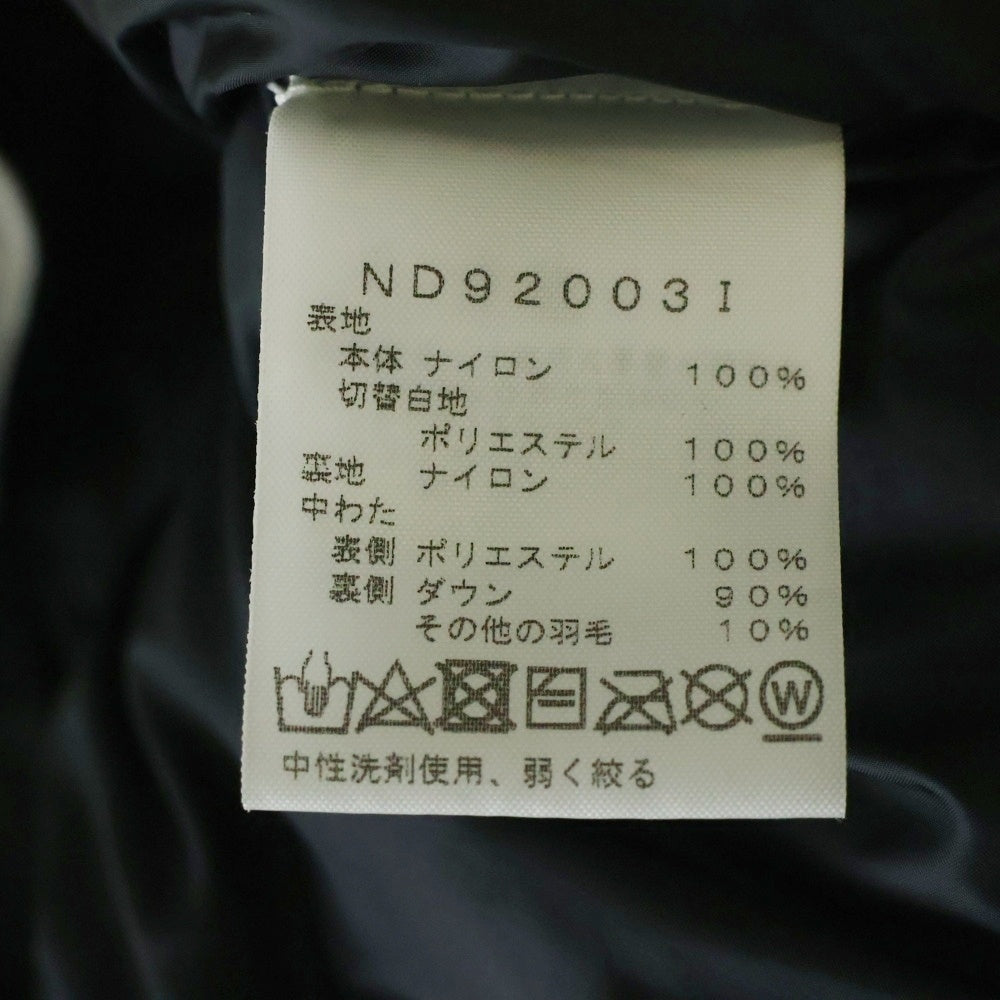 ND92003I
表地
本体 ナイロン 100%
切替白地
ポリエステル 100%
裏地 ナイロン 100%
中わた
表側 ポリエステル 100%
裏側 ダウン 90%
その他の羽毛 10%
W
中性洗剤使用、弱く絞る